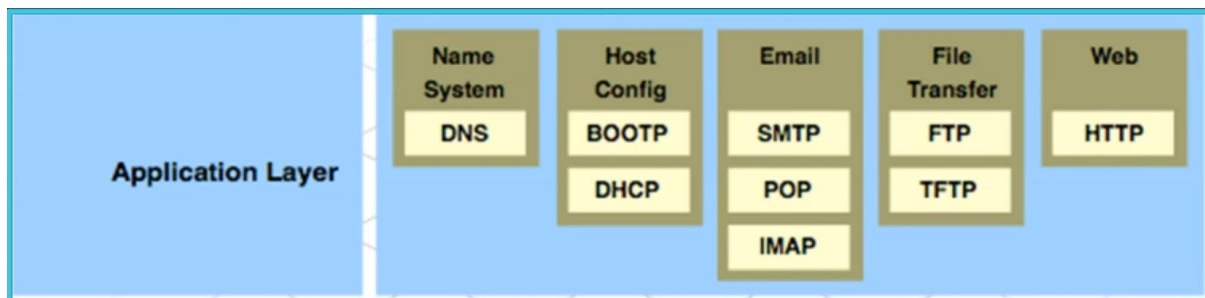 Application Layer
Name
System
DNS
Host
Config
BOOTP
DHCP
Email
SMTP
POP
IMAP
File
Transfer
FTP
TFTP
Web
HTTP